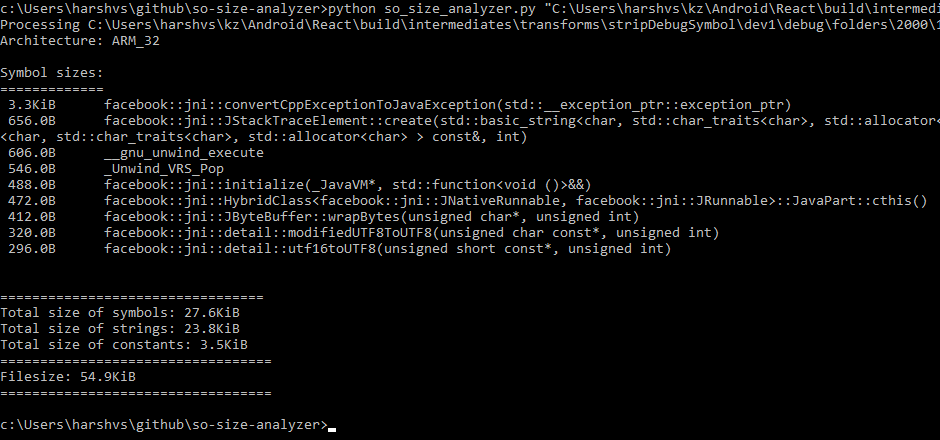 c:\Users\harshvs\github\so-size-analyzer>python so_size_analyzer.py "C:\Users\harshvs\kz\Android\React\build\intermedi
Processing C:\Users\harshvs\kz\Android\React\build\intermediates\transforms\stripDebugSymbol\dev1\debug\folders\2000\1
Architecture: ARM_32
Symbol sizes:
=============
3.3KiB facebook::jni::convertCppExceptionToJavaException(std::__exception_ptr::exception_ptr)
656.0B facebook::jni::JStackTraceElement::create(std::basic_string<char, std::char_traits<char>, std::allocator<
<char, std::char_traits<char>, std::allocator<char> > const&, int)
606.0B __gnu_unwind_execute
546.0B _Unwind_VRS_Pop
488.0B facebook::jni::initialize(_JavaVM*, std::function<void ()>&&)
472.0B facebook::jni::HybridClass<facebook::jni::JNativeRunnable, facebook::jni::JRunnable>::JavaPart::cthis()
412.0B facebook::jni::JByteBuffer::wrapBytes(unsigned char*, unsigned int)
320.0B facebook::jni::detail::modifiedUTF8ToUTF8(unsigned char const*, unsigned int)
296.0B facebook::jni::detail::utf16toUTF8(unsigned short const*, unsigned int)
=================================
Total size of symbols: 27.6KiB
Total size of strings: 23.8KiB
Total size of constants: 3.5KiB
==================================
Filesize: 54.9KiB
==================================
c:\Users\harshvs\github\so-size-analyzer>